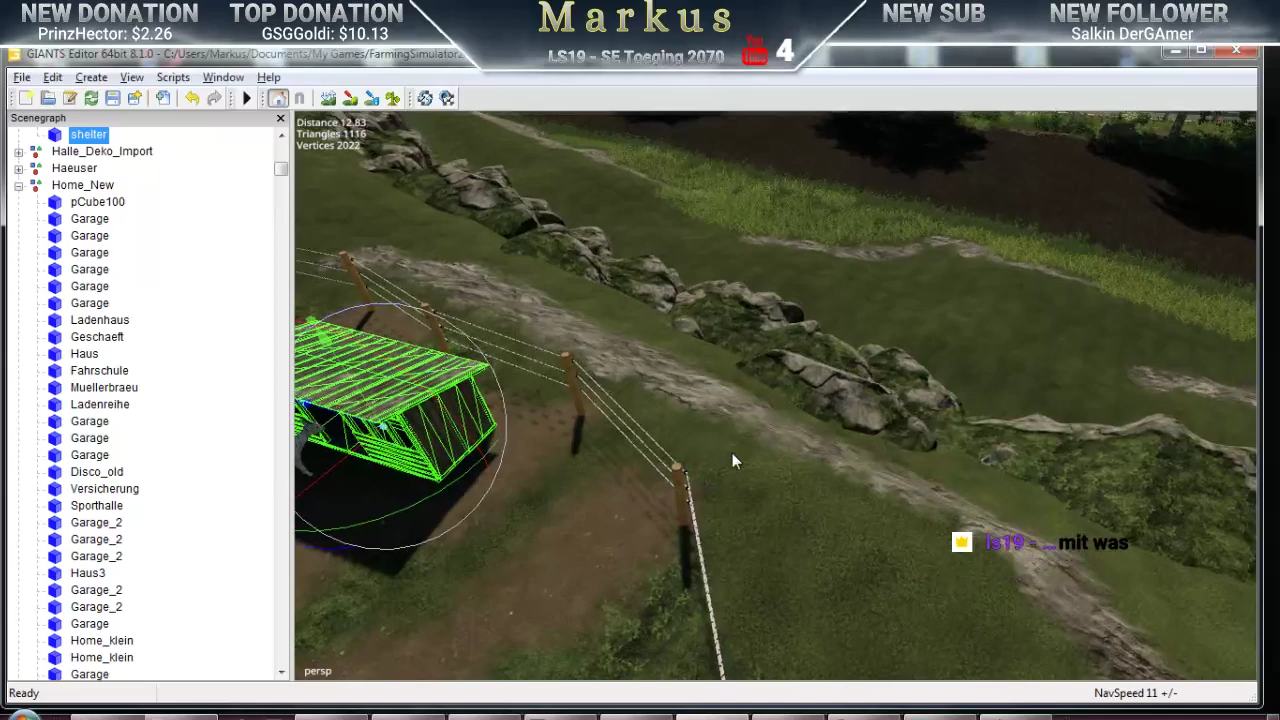 NEW DONATION
PrinzHector: $2.26
TOP DONATION
GSGGoldi: $10.13
Markus
LS19 - SE Toeging 2070
You Tube
4
NEW SUB
NEW FOLLOWER
Salkin DerGAmer
GIANTS Editor 64bit 8.1.0 - C:/Users/Markus/Documents/My Games/FarmingSimulator2
File Edit Create View Scripts Window Help
Scenegraph
shelter
Halle_Deko_Import
Haeuser
Home_New
pCube100
Garage
Garage
Garage
Garage
Garage
Garage
Ladenhaus
Geschaeft
Haus
Fahrschule
Muellerbraeu
Ladenreihe
Garage
Garage
Garage
Disco_old
Versicherung
Sporthalle
Garage_2
Garage_2
Garage_2
Haus3
Garage_2
Garage_2
Garage
Home_klein
Home_klein
Garage
Distance 12.83
Triangles 1116
Vertices 2022
ls19 - ... mit was
persp
Ready
NavSpeed 11 +/-